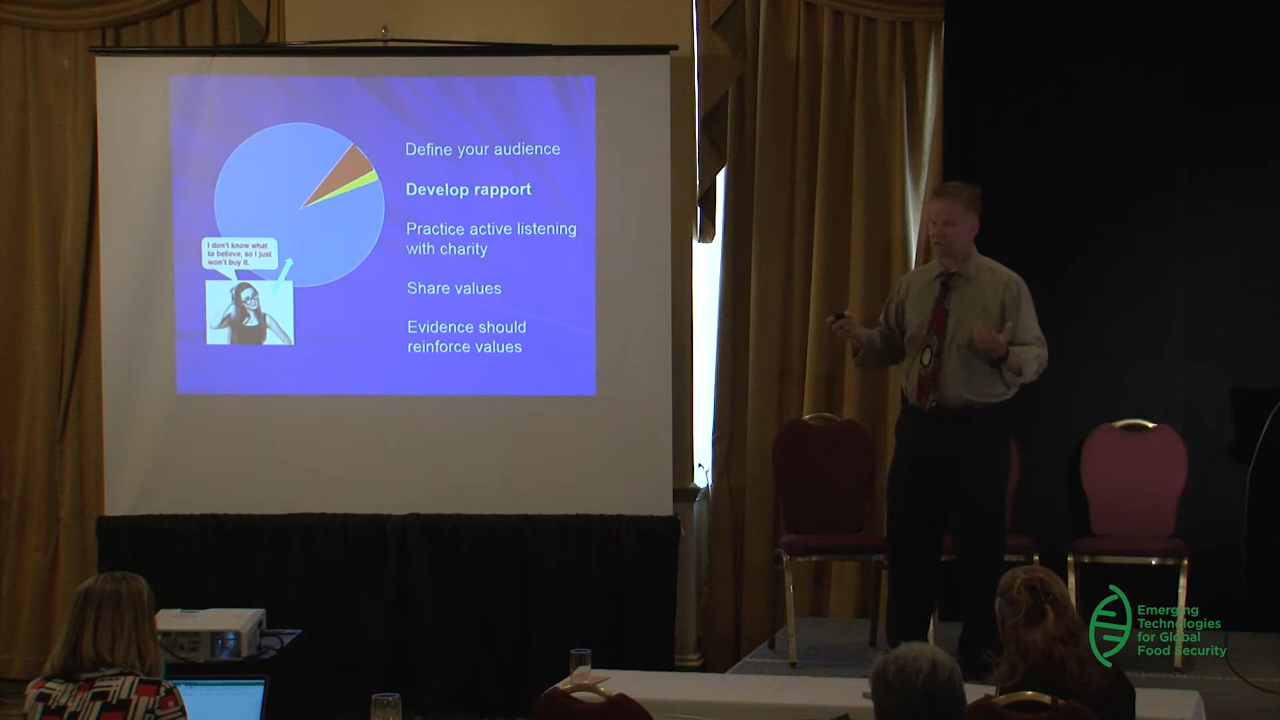 Define your audience
Develop rapport
Practice active listening
with charity
Share values
Evidence should
reinforce values
I don't know what
to believe, so I just
won't buy it.
Emerging
Technologies
for Global
Food Security